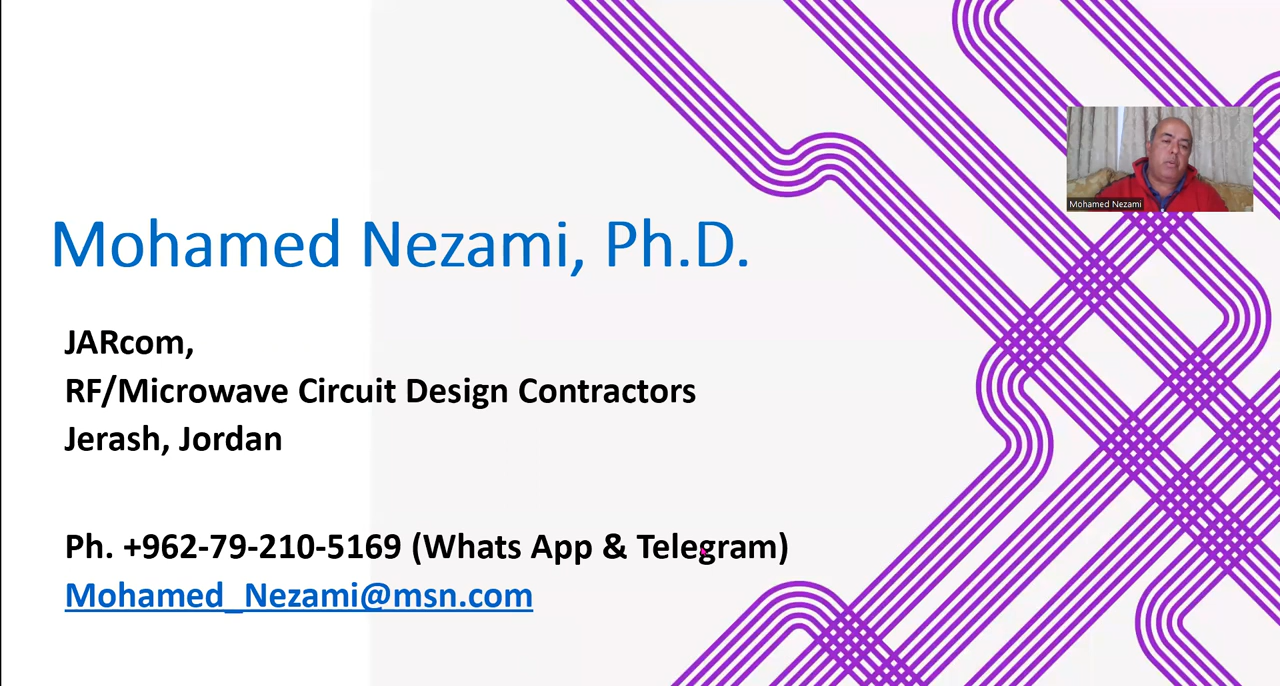 Mohamed Nezami
Mohamed Nezami, Ph.D.
JARcom,
RF/Microwave Circuit Design Contractors
Jerash, Jordan
Ph. +962-79-210-5169 (Whats App & Telegram)
Mohamed_Nezami@msn.com